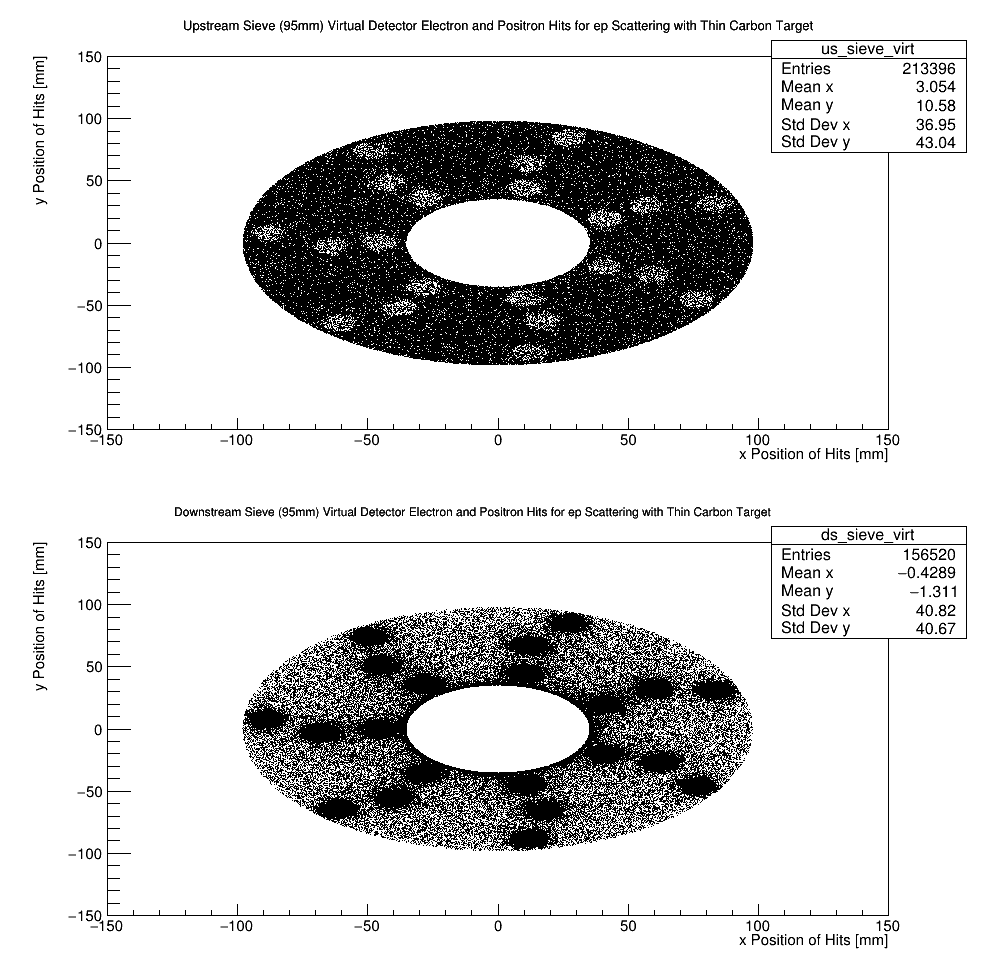 Upstream Sieve (95mm) Virtual Detector Electron and Positron Hits for ep Scattering with Thin Carbon Target
us_sieve_virt
Entries 213396
Mean x 3.054
Mean y 10.58
Std Dev x 36.95
Std Dev y 43.04
y Position of Hits [mm]
150
100
50
0
−50
−100
−150
−150 −100 −50 0 50 100 150
x Position of Hits [mm]
Downstream Sieve (95mm) Virtual Detector Electron and Positron Hits for ep Scattering with Thin Carbon Target
ds_sieve_virt
Entries 156520
Mean x −0.4289
Mean y −1.311
Std Dev x 40.82
Std Dev y 40.67
y Position of Hits [mm]
150
100
50
0
−50
−100
−150
−150 −100 −50 0 50 100 150
x Position of Hits [mm]